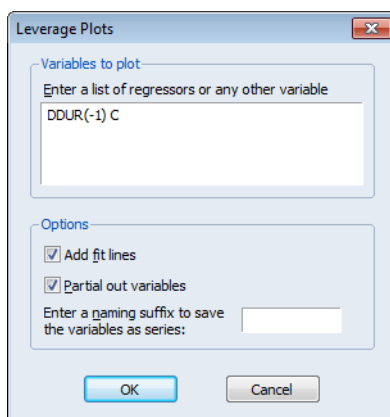 Leverage Plots
Variables to plot
Enter a list of regressors or any other variable
DDUR(-1) C
Options
Add fit lines
Partial out variables
Enter a naming suffix to save
the variables as series:
OK
Cancel